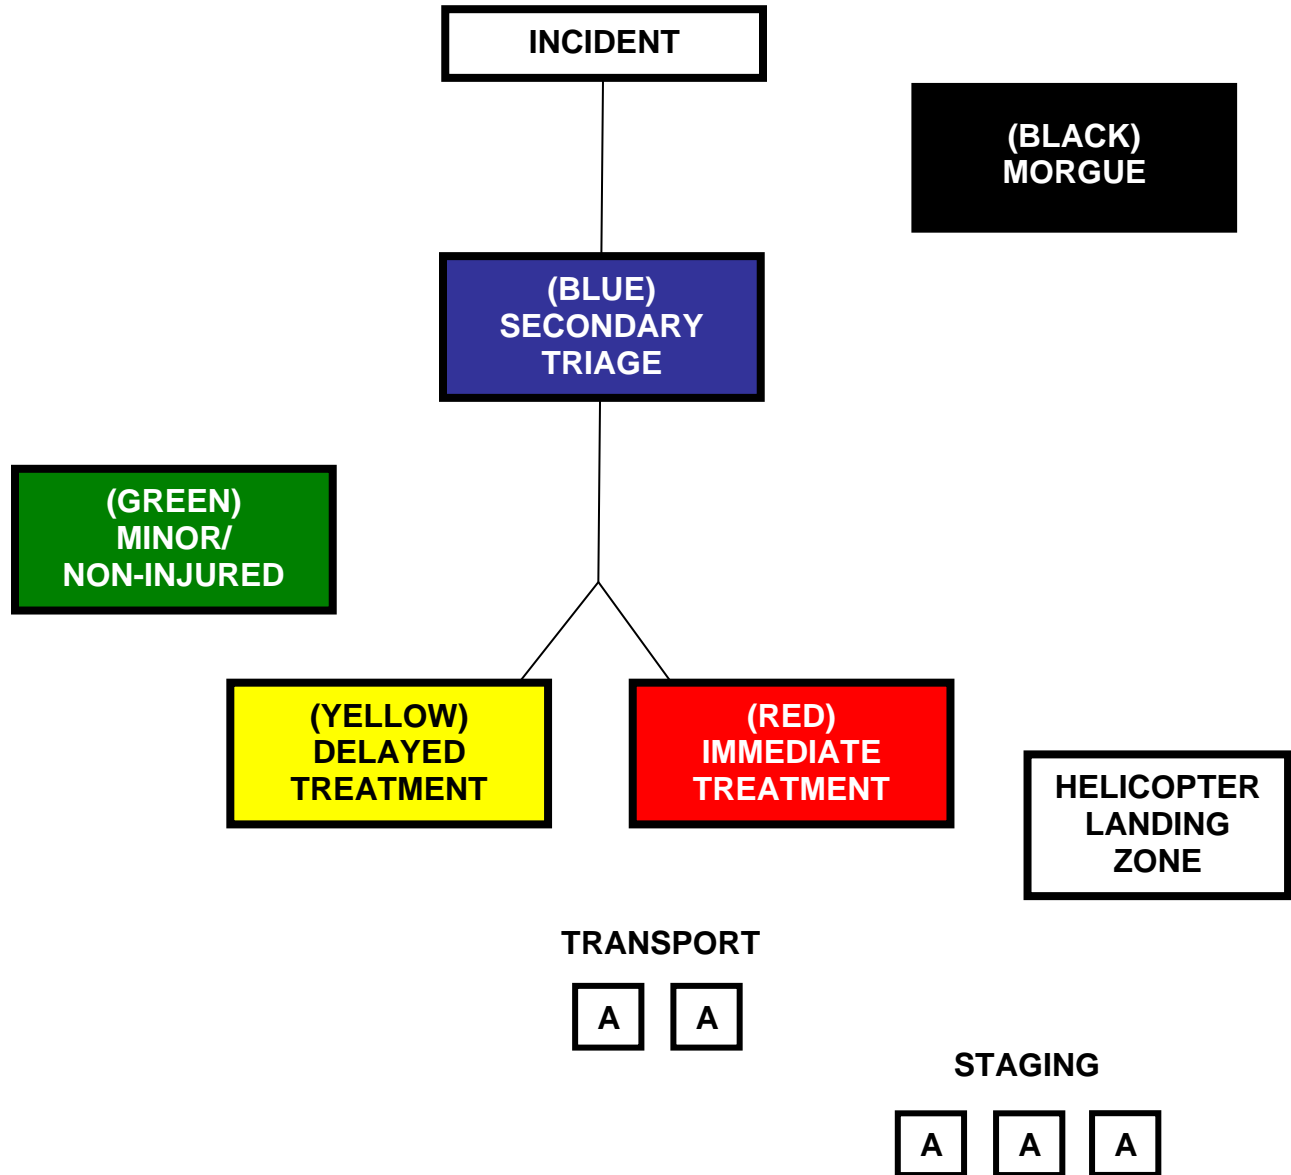 INCIDENT
(BLACK)
MORGUE
(BLUE)
SECONDARY
TRIAGE
(GREEN)
MINOR/
NON-INJURED
(YELLOW)
DELAYED
TREATMENT
(RED)
IMMEDIATE
TREATMENT
HELICOPTER
LANDING
ZONE
TRANSPORT
A A
STAGING
A A A